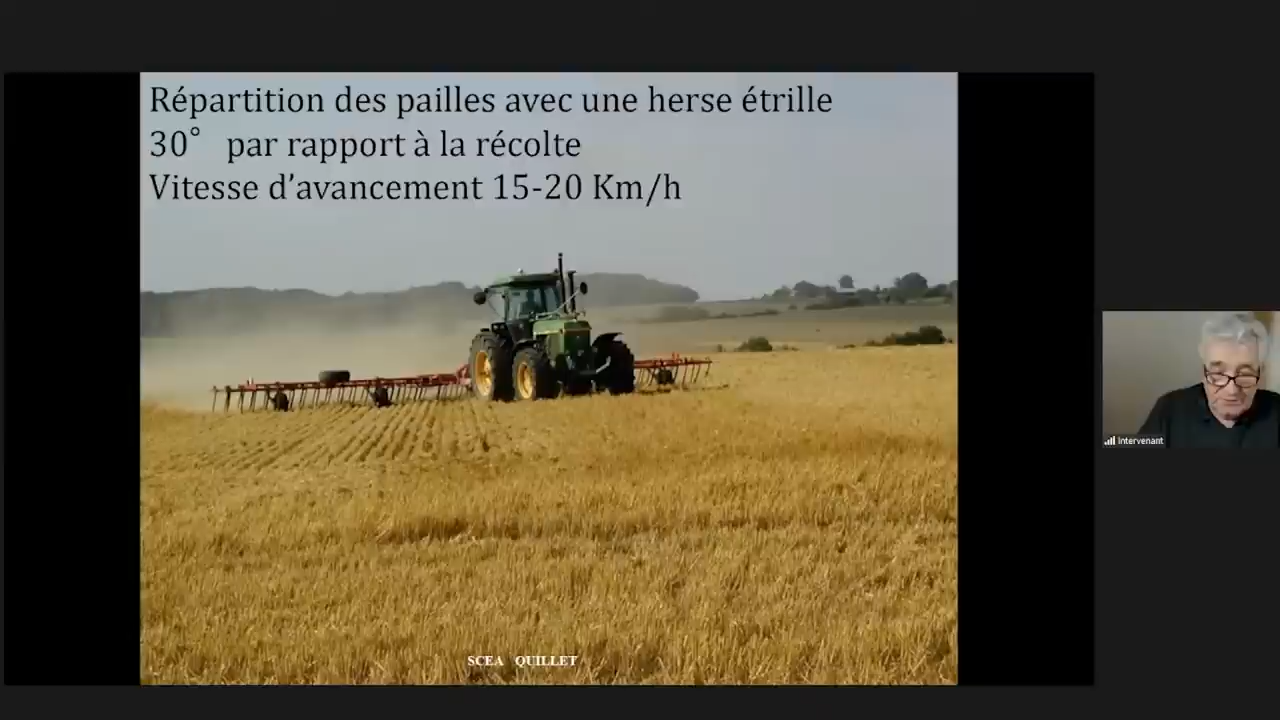 Répartition des pailles avec une herse étrille
30° par rapport à la récolte
Vitesse d’avancement 15-20 Km/h
Intervenant
SCEA QUILLET